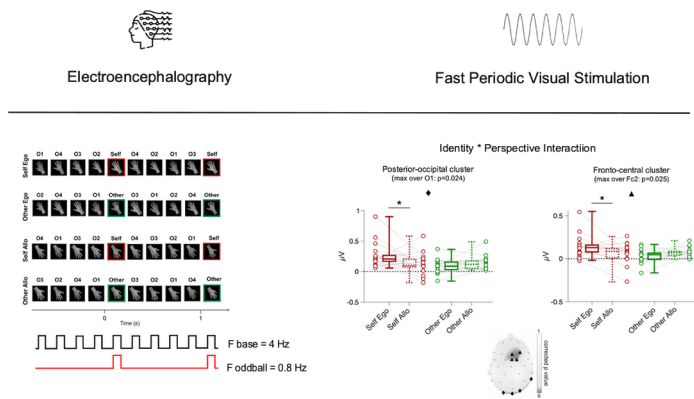 Electroencephalography
Fast Periodic Visual Stimulation
O1 O4 O3 O2 Self O4 O2 O1 O3 Self
Self Ego
O2 O4 O3 O1 Other O3 O1 O2 O4 Other
Other Ego
O4 O2 O3 O1 Self O3 O1 O2 O4 Self
Self Allo
O3 O2 O4 O1 Other O3 O2 O1 O4 Other
Other Allo
0
Time (s)
1
F base = 4 Hz
F oddball = 0.8 Hz
Identity * Perspective Interactiion
Posterior-occipital cluster
(max over O1: p=0.024)
♦
*
1
0.5
0.0
-0.5
µV
Self Ego
Self Allo
Other Ego
Other Allo
Fronto-central cluster
(max over Fc2: p=0.025)
▲
*
0.5
0.0
-0.5
µV
Self Ego
Self Allo
Other Ego
Other Allo
1
corrected p value
0